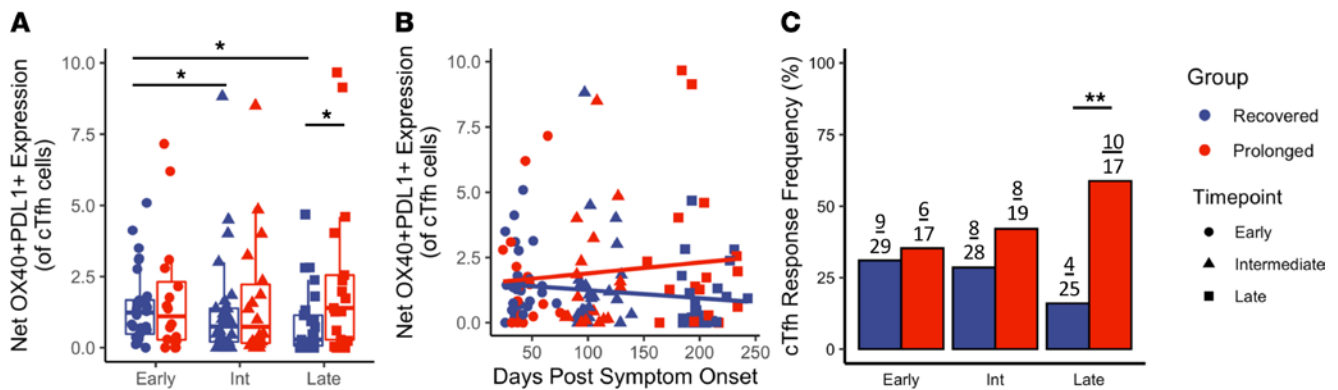 A
Net OX40+PDL1+ Expression
(of cTfh cells)
10.0
7.5
5.0
2.5
0.0
*
*
*
Early
Int
Late
B
Net OX40+PDL1+ Expression
(of cTfh cells)
10.0
7.5
5.0
2.5
0.0
50
100
150
200
250
Days Post Symptom Onset
C
cTfh Response Frequency (%)
100
75
50
25
0
9
29
6
17
8
28
8
19
4
25
**
10
17
Early
Int
Late
Group
Recovered
Prolonged
Timepoint
Early
Intermediate
Late